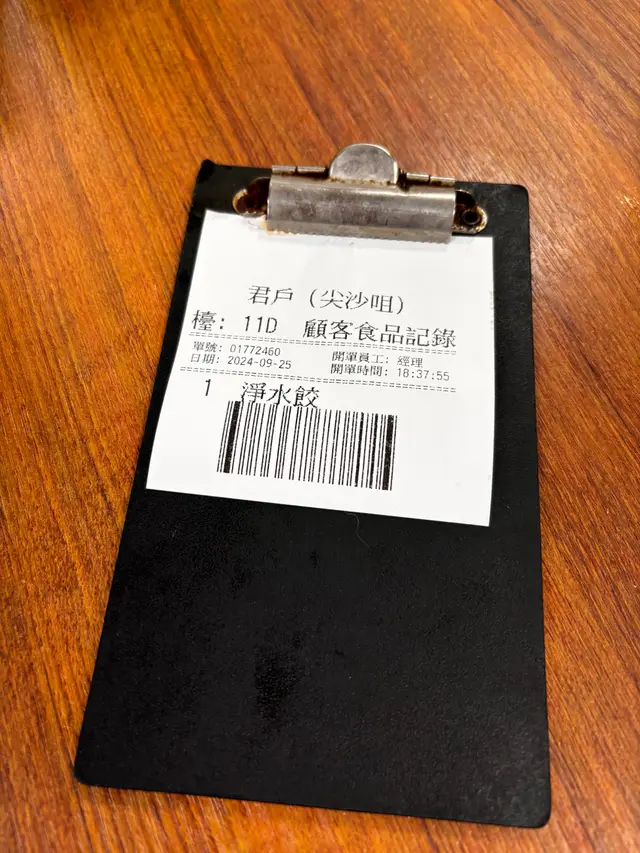 君戶（尖沙咀）
檯: 11D 顧客食品記錄
單號: 01772460 開單員工: 經理
日期: 2024-09-25 開單時間: 18:37:55
1 淨水餃